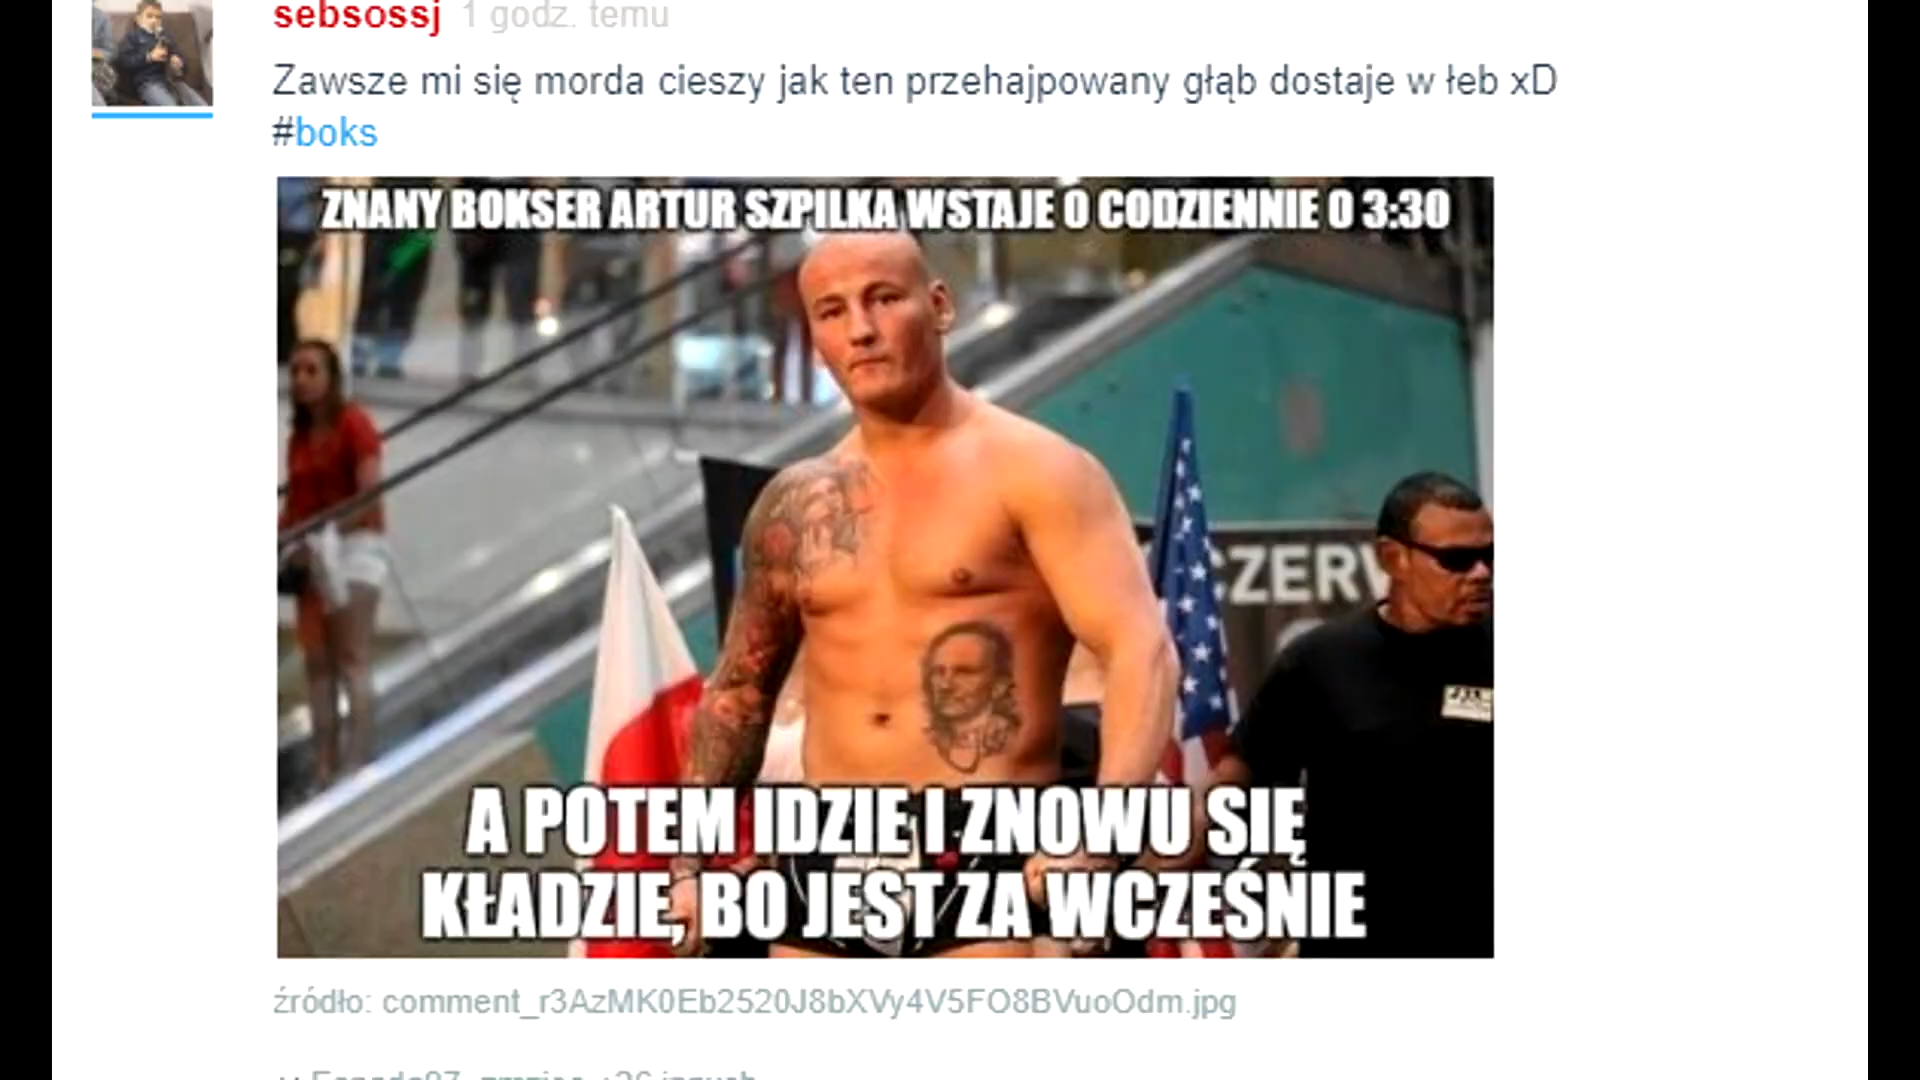 sebsossj 1 godz. temu
Zawsze mi się morda cieszy jak ten przehajpowany głąb dostaje w łeb xD
#boks
ZNANY BOKSER ARTUR SZPILKA WSTAJE O CODZIENNIE O 3:30
CZERW
A POTEM IDZIE I ZNOWU SIĘ
KŁADZIE, BO JEST ZA WCZEŚNIE
źródło: comment_r3AzMK0Eb2520J8bXVy4V5FO8BVuoOdm.jpg